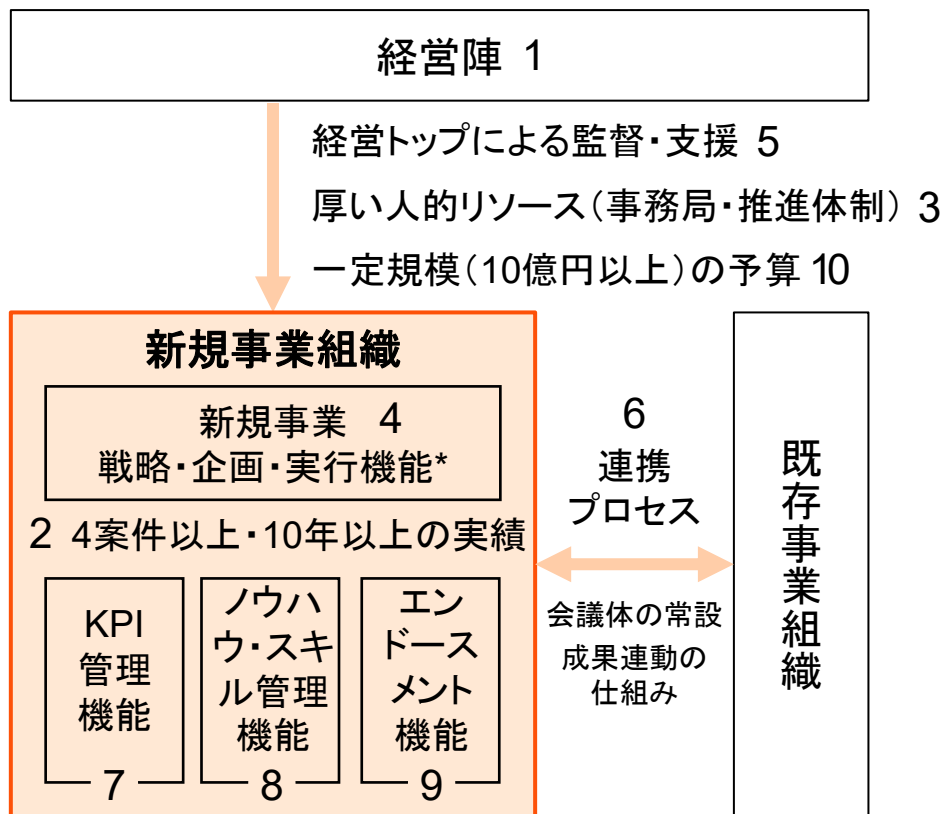 経営陣 1
経営トップによる監督・支援 5
厚い人的リソース（事務局・推進体制） 3
一定規模（10億円以上）の予算 10
新規事業組織
新規事業 4
戦略・企画・実行機能*
2 4案件以上・10年以上の実績
KPI
管理
機能
7
ノウハ
ウ・スキ
ル管理
機能
8
エン
ドース
メント
機能
9
6
連携
プロセス
会議体の常設
成果連動の
仕組み
既存事業組織